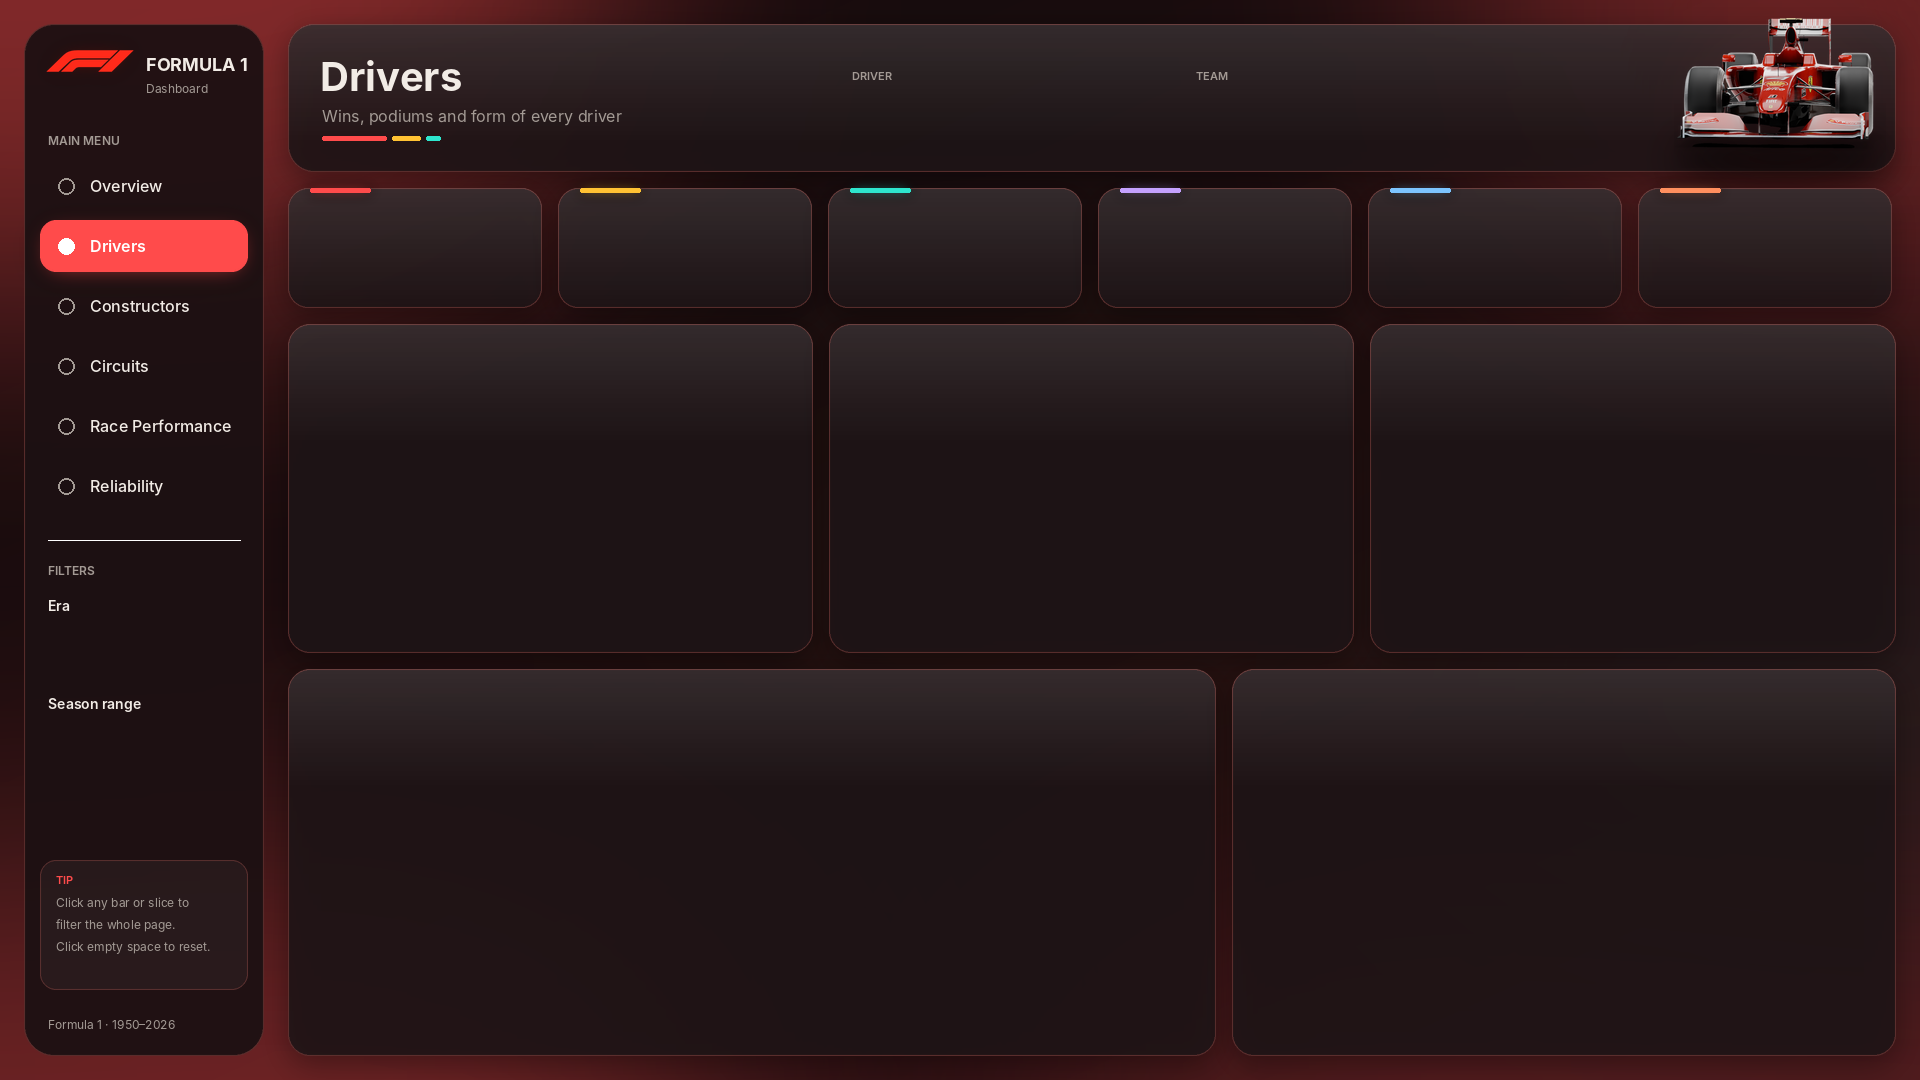 FORMULA 1
Dashboard
MAIN MENU
Overview
Drivers
Constructors
Circuits
Race Performance
Reliability
FILTERS
Era
Season range
TIP
Click any bar or slice to
filter the whole page.
Click empty space to reset.
Formula 1 · 1950–2026
Drivers
Wins, podiums and form of every driver
DRIVER
TEAM